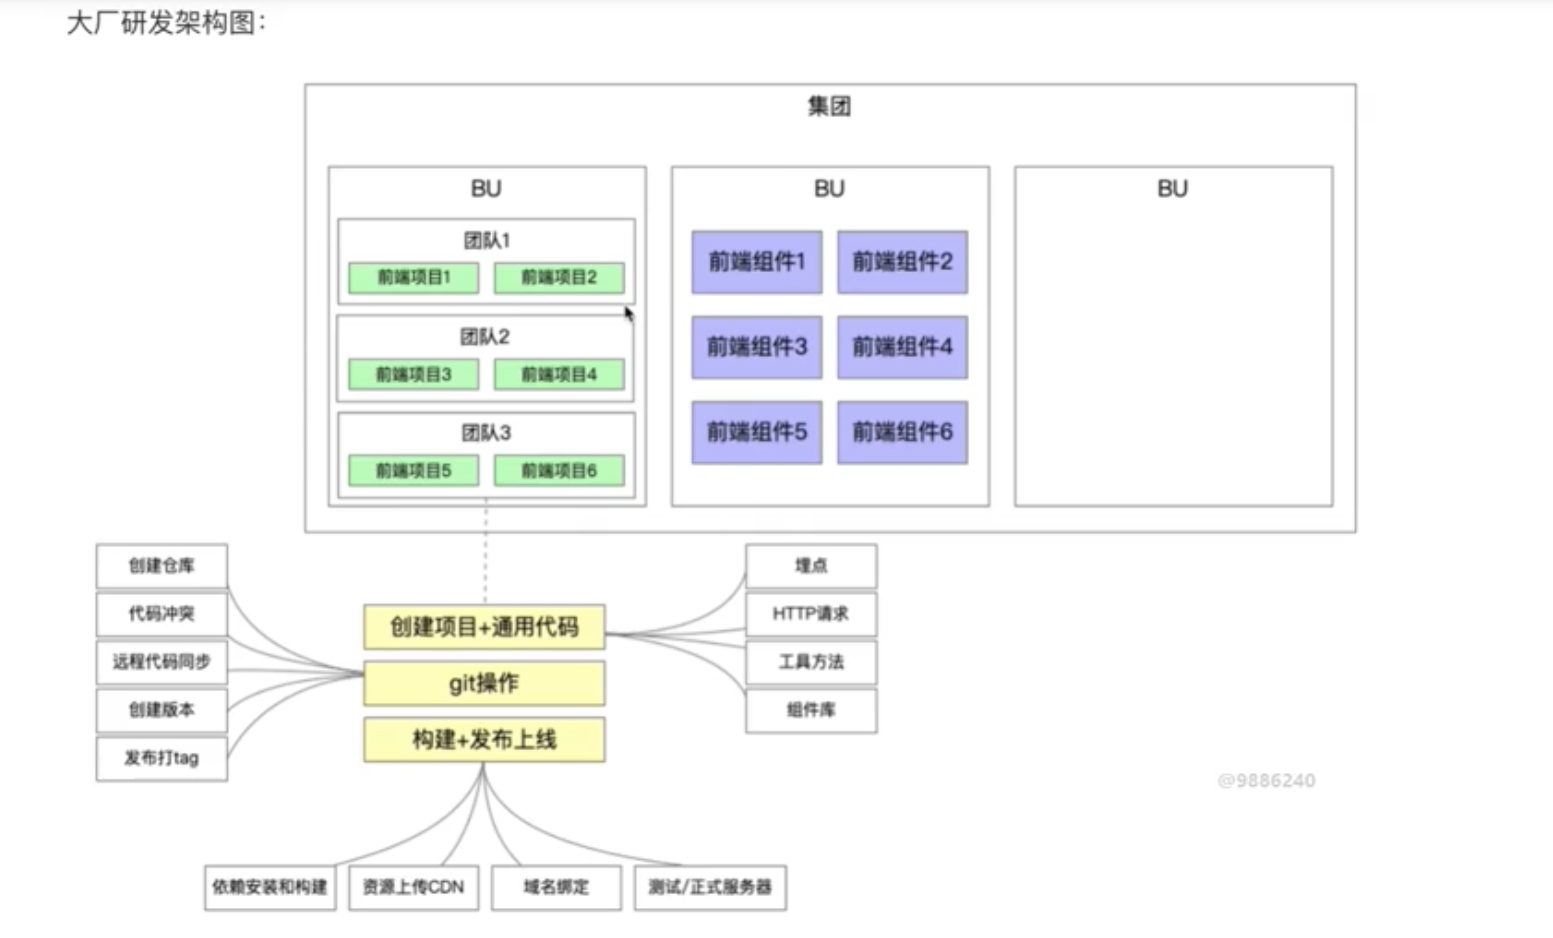 大厂研发架构图：
集团
BU
BU
BU
团队1
前端项目1
前端项目2
团队2
前端项目3
前端项目4
团队3
前端项目5
前端项目6
前端组件1
前端组件2
前端组件3
前端组件4
前端组件5
前端组件6
创建仓库
代码冲突
远程代码同步
创建版本
发布打tag
创建项目+通用代码
git操作
构建+发布上线
埋点
HTTP请求
工具方法
组件库
@9886240
依赖安装和构建
资源上传CDN
域名绑定
测试/正式服务器